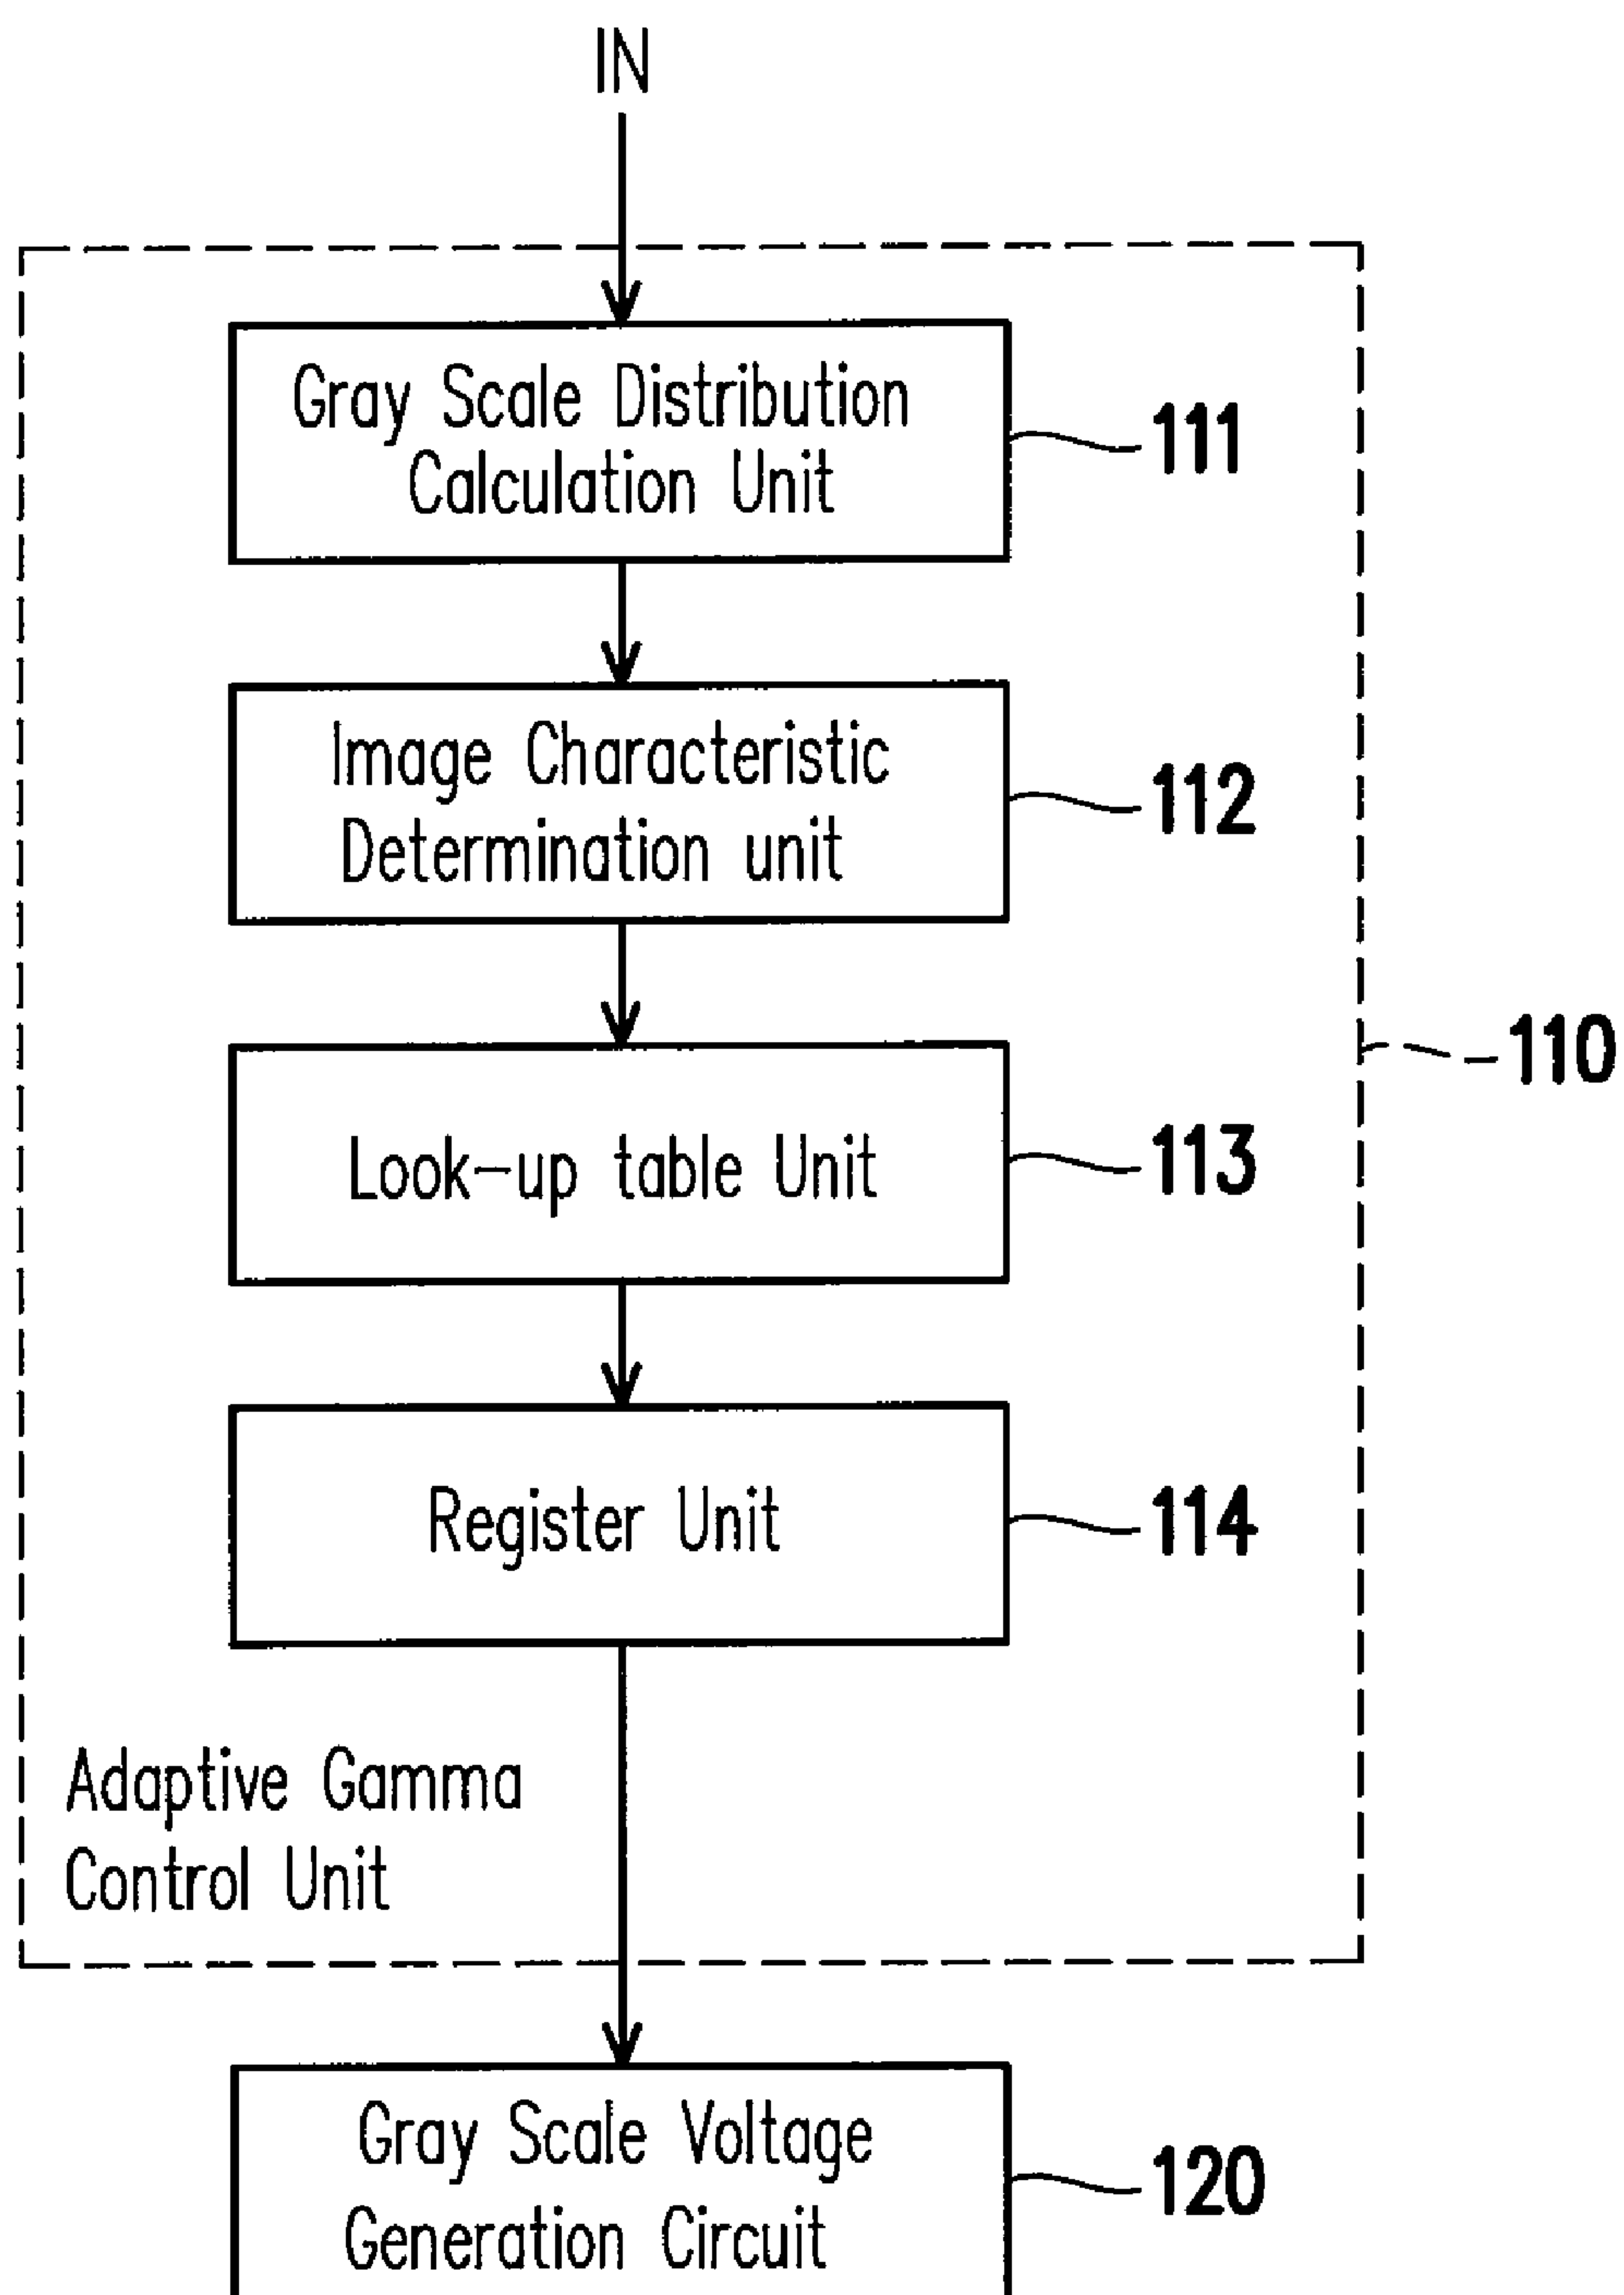 IN
Gray Scale Distribution
Calculation Unit
111
Image Characteristic
Determination unit
112
110
Look-up table Unit
113
Register Unit
114
Adaptive Gamma
Control Unit
Gray Scale Voltage
Generation Circuit
120